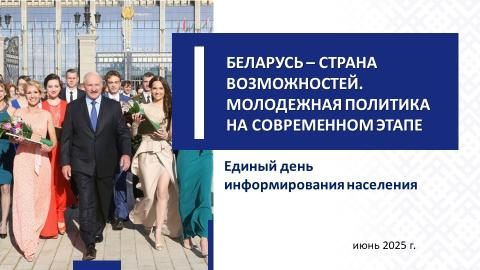 БЕЛАРУСЬ – СТРАНА
ВОЗМОЖНОСТЕЙ.
МОЛОДЕЖНАЯ ПОЛИТИКА
НА СОВРЕМЕННОМ ЭТАПЕ
Единый день
информирования населения
июнь 2025 г.